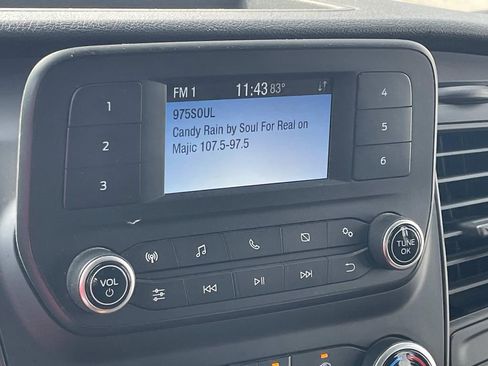 FM 1 11:43 83°
975SOUL
Candy Rain by Soul For Real on
Majic 107.5-97.5
1
2
3
4
5
6
VOL
TUNE
OK